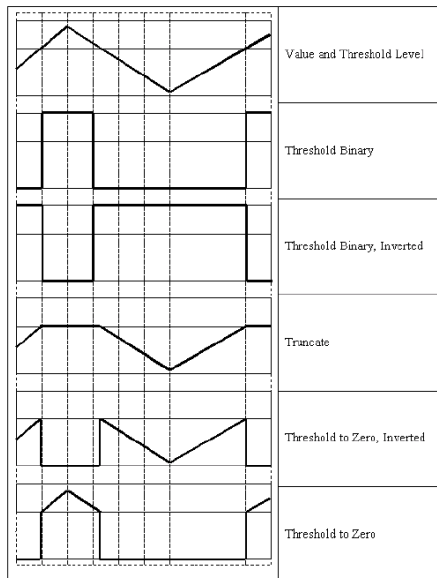 Value and Threshold Level
Threshold Binary
Threshold Binary, Inverted
Truncate
Threshold to Zero, Inverted
Threshold to Zero